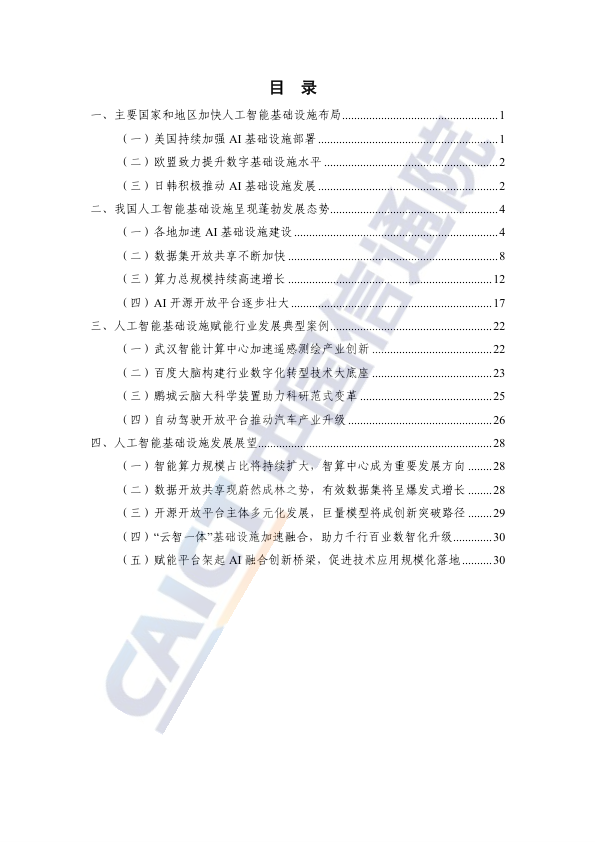 目 录
一、主要国家和地区加快人工智能基础设施布局....................................................1
（一）美国持续加强 AI 基础设施部署............................................................1
（二）欧盟致力提升数字基础设施水平..........................................................2
（三）日韩积极推动 AI 基础设施发展............................................................2
二、我国人工智能基础设施呈现蓬勃发展态势........................................................4
（一）各地加速 AI 基础设施建设....................................................................4
（二）数据集开放共享不断加快......................................................................8
（三）算力总规模持续高速增长....................................................................12
（四）AI 开源开放平台逐步壮大...................................................................17
三、人工智能基础设施赋能行业发展典型案例......................................................22
（一）武汉智能计算中心加速遥感测绘产业创新........................................22
（二）百度大脑构建行业数字化转型技术大底座........................................23
（三）鹏城云脑大科学装置助力科研范式变革............................................25
（四）自动驾驶开放平台推动汽车产业升级................................................26
四、人工智能基础设施发展展望..............................................................................28
（一）智能算力规模占比将持续扩大，智算中心成为重要发展方向........28
（二）数据开放共享现蔚然成林之势，有效数据集将呈爆发式增长........28
（三）开源开放平台主体多元化发展，巨量模型将成创新突破路径........29
（四）“云智一体”基础设施加速融合，助力千行百业数智化升级.............30
（五）赋能平台架起 AI 融合创新桥梁，促进技术应用规模化落地..........30
CAICT 中国信通院